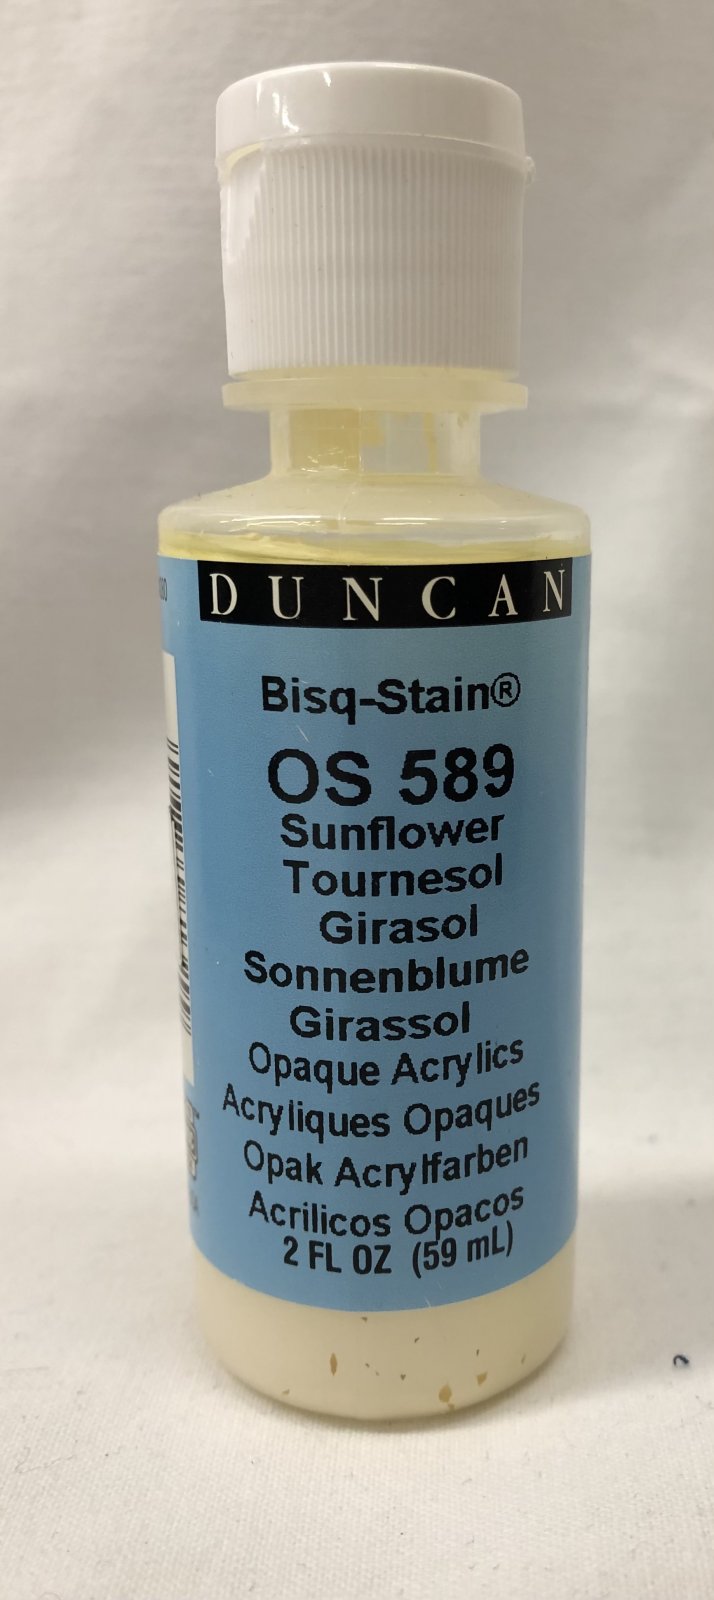 DUNCAN
Bisq-Stain®
OS 589
Sunflower
Tournesol
Girasol
Sonnenblume
Girassol
Opaque Acrylics
Acryliques Opaques
Opak Acrylfarben
Acrilicos Opacos
2 FL OZ (59 mL)